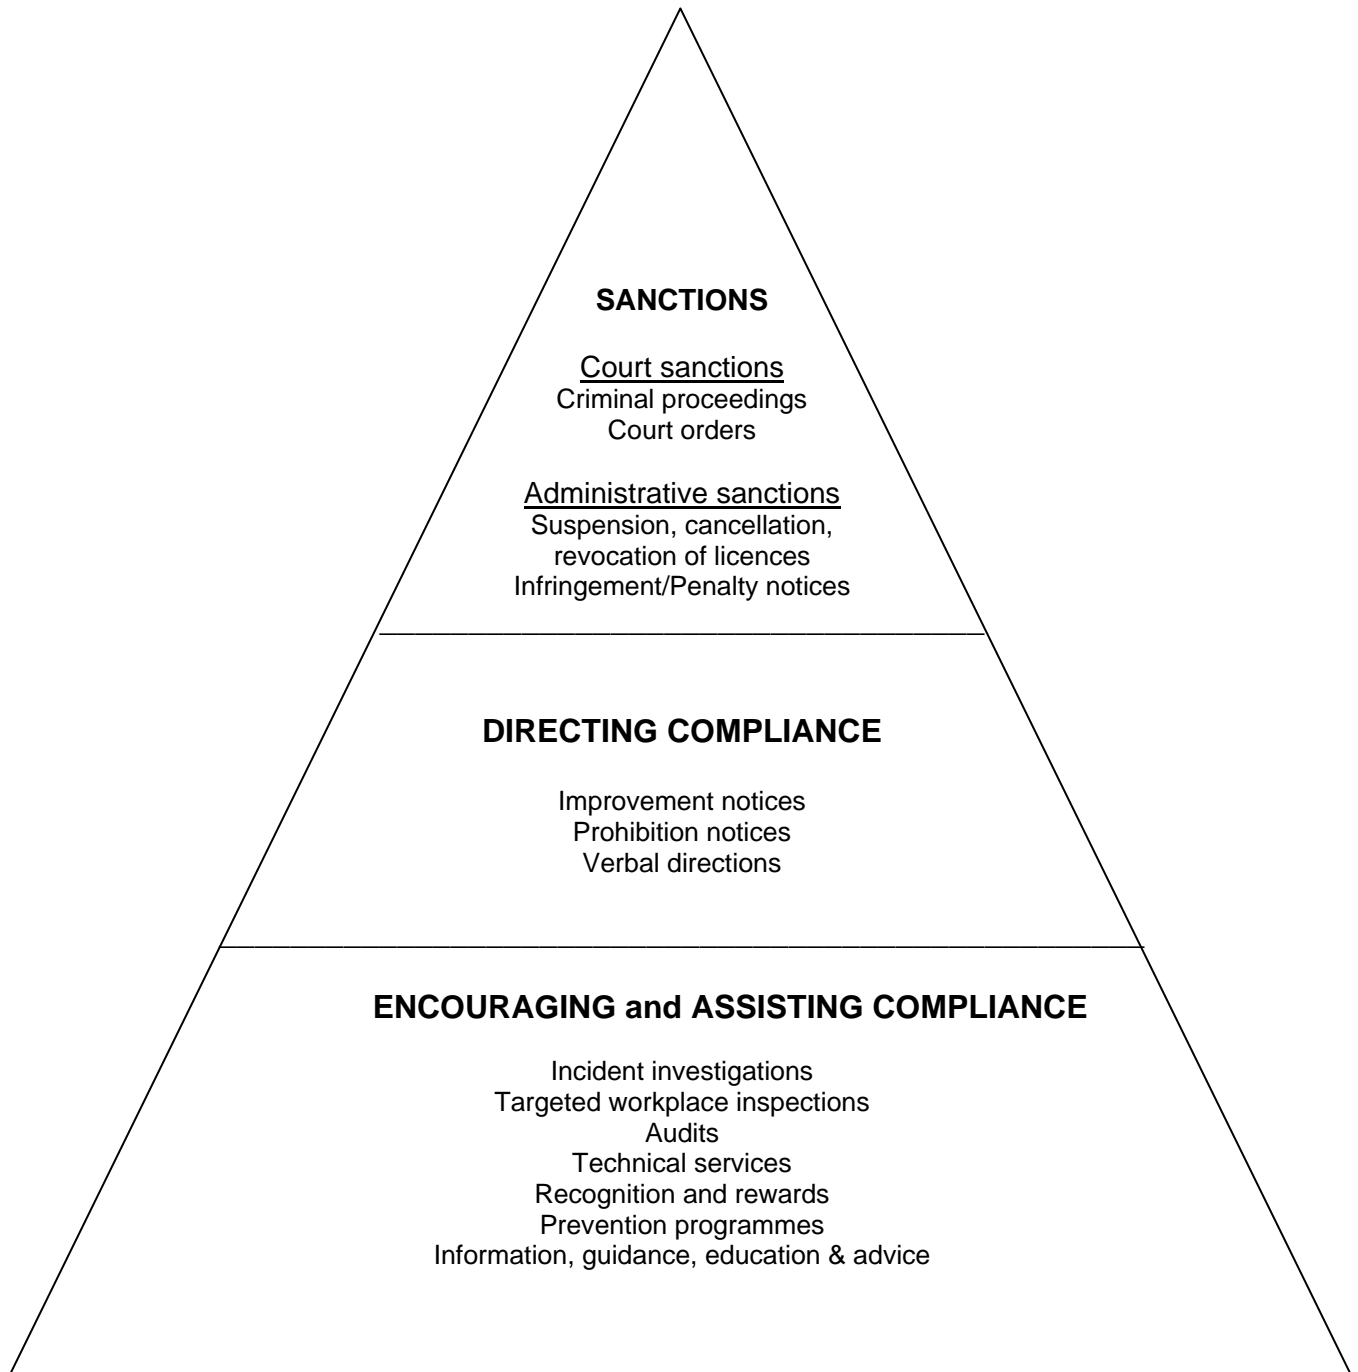 SANCTIONS
Court sanctions
Criminal proceedings
Court orders
Administrative sanctions
Suspension, cancellation,
revocation of licences
Infringement/Penalty notices
DIRECTING COMPLIANCE
Improvement notices
Prohibition notices
Verbal directions
ENCOURAGING and ASSISTING COMPLIANCE
Incident investigations
Targeted workplace inspections
Audits
Technical services
Recognition and rewards
Prevention programmes
Information, guidance, education & advice